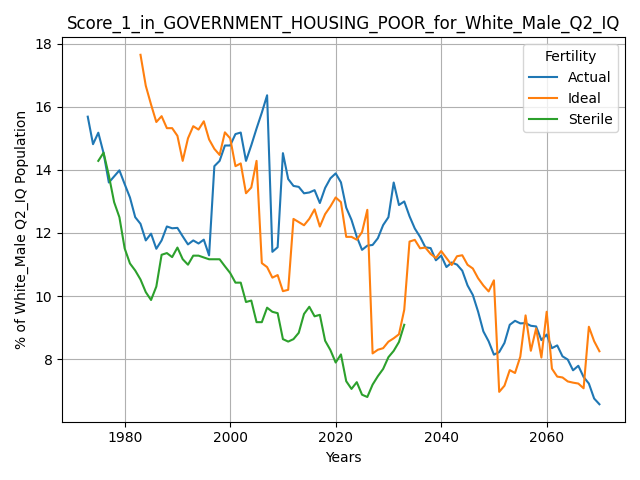 Score_1_in_GOVERNMENT_HOUSING_POOR_for_White_Male_Q2_IQ
% of White_Male Q2_IQ Population
18
16
14
12
10
8
Fertility
Actual
Ideal
Sterile
1980 2000 2020 2040 2060
Years